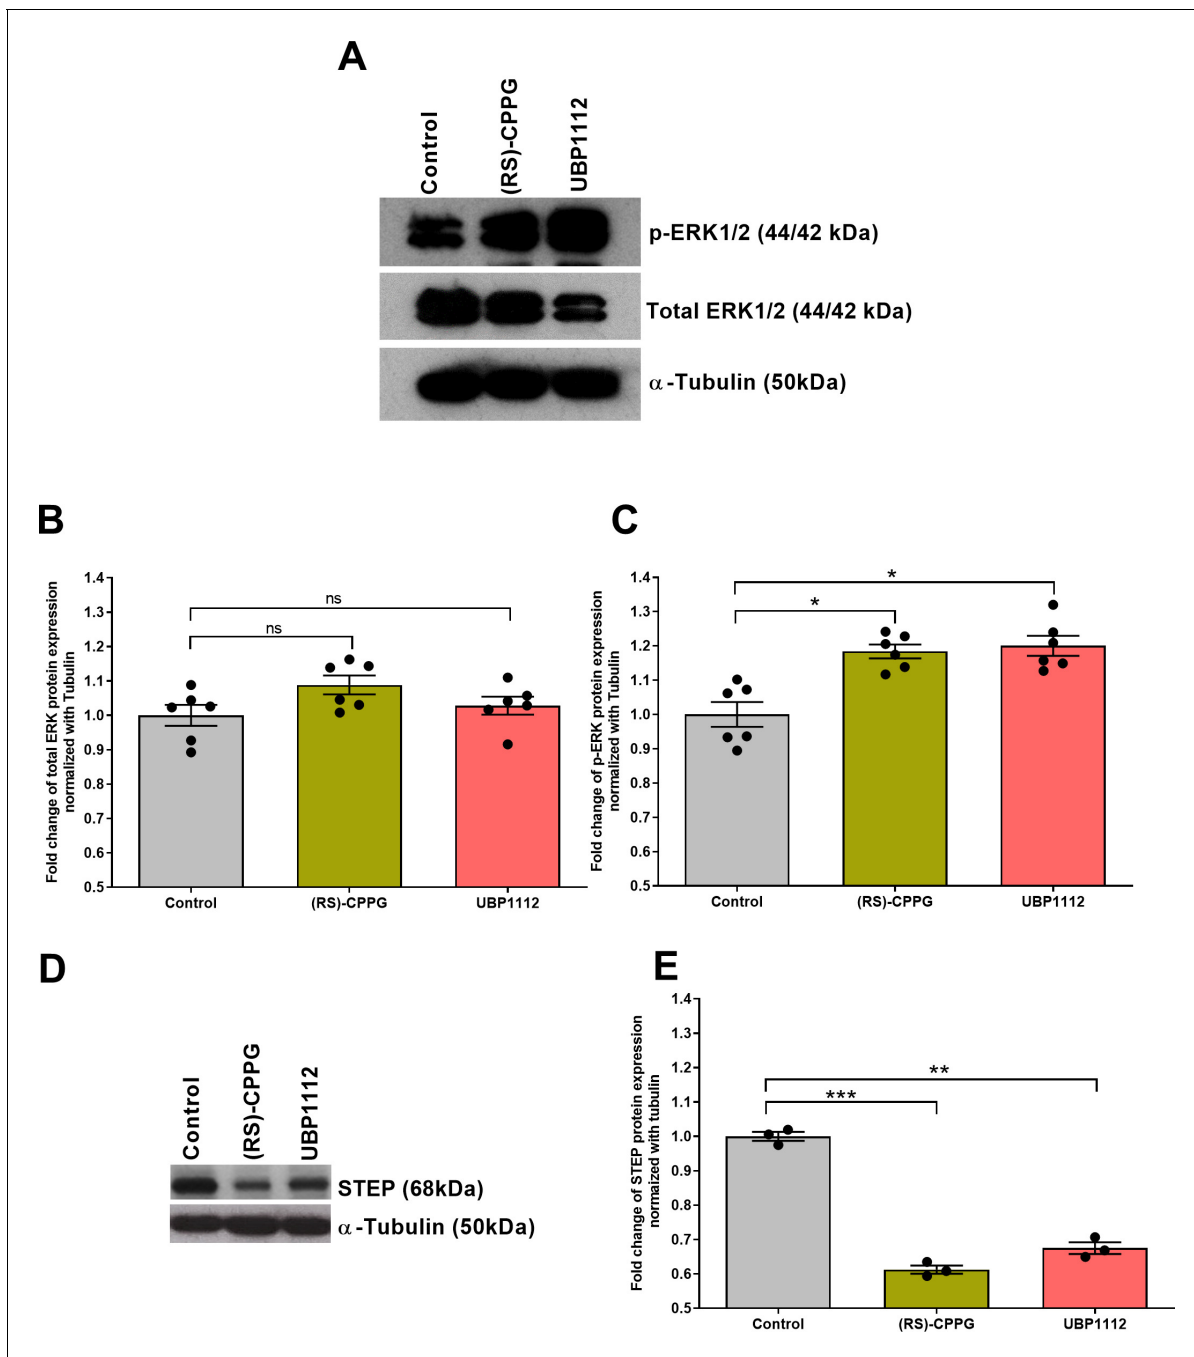 A
Control
(RS)-CPPG
UBP1112
p-ERK1/2 (44/42 kDa)
Total ERK1/2 (44/42 kDa)
α-Tubulin (50kDa)
B
Fold change of total ERK protein expression
normalized with Tubulin
1.4
1.3
1.2
1.1
1.0
0.9
0.8
0.7
0.6
0.5
ns
ns
Control
(RS)-CPPG
UBP1112
C
Fold change of p-ERK protein expression
normalized with Tubulin
1.4
1.3
1.2
1.1
1.0
0.9
0.8
0.7
0.6
0.5
*
*
Control
(RS)-CPPG
UBP1112
D
Control
(RS)-CPPG
UBP1112
STEP (68kDa)
α-Tubulin (50kDa)
E
Fold change of STEP protein expression
normaized with tubulin
1.4
1.3
1.2
1.1
1.0
0.9
0.8
0.7
0.6
0.5
**
***
Control
(RS)-CPPG
UBP1112